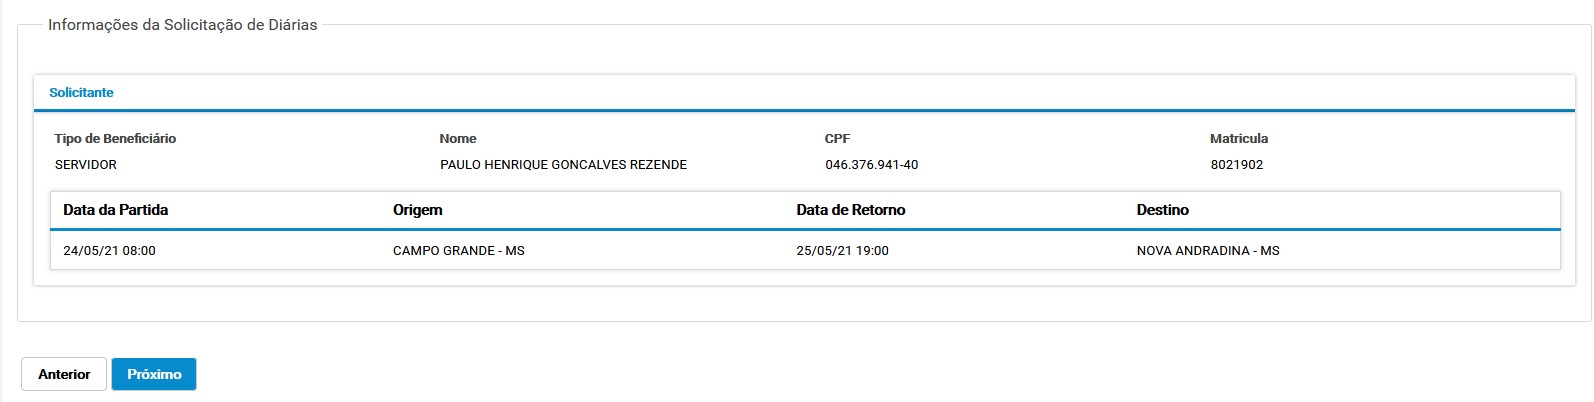 Informações da Solicitação de Diárias
Solicitante
Tipo de Beneficiário Nome CPF Matricula
SERVIDOR PAULO HENRIQUE GONCALVES REZENDE 046.376.941-40 8021902
Data da Partida Origem Data de Retorno Destino
24/05/21 08:00 CAMPO GRANDE - MS 25/05/21 19:00 NOVA ANDRADINA - MS
Anterior Próximo